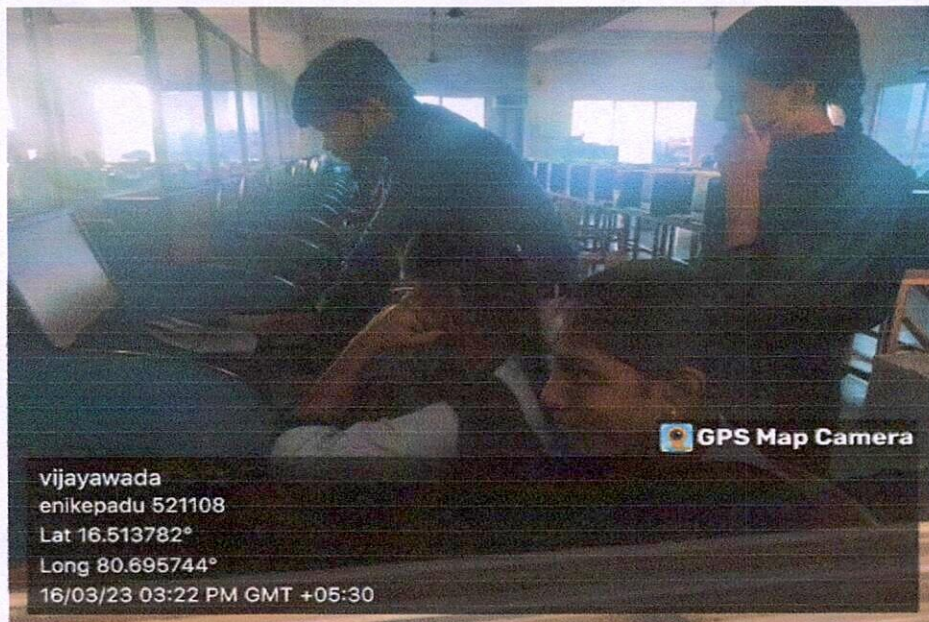 GPS Map Camera
vijayawada
enikepadu 521108
Lat 16.513782°
Long 80.695744°
16/03/23 03:22 PM GMT +05:30